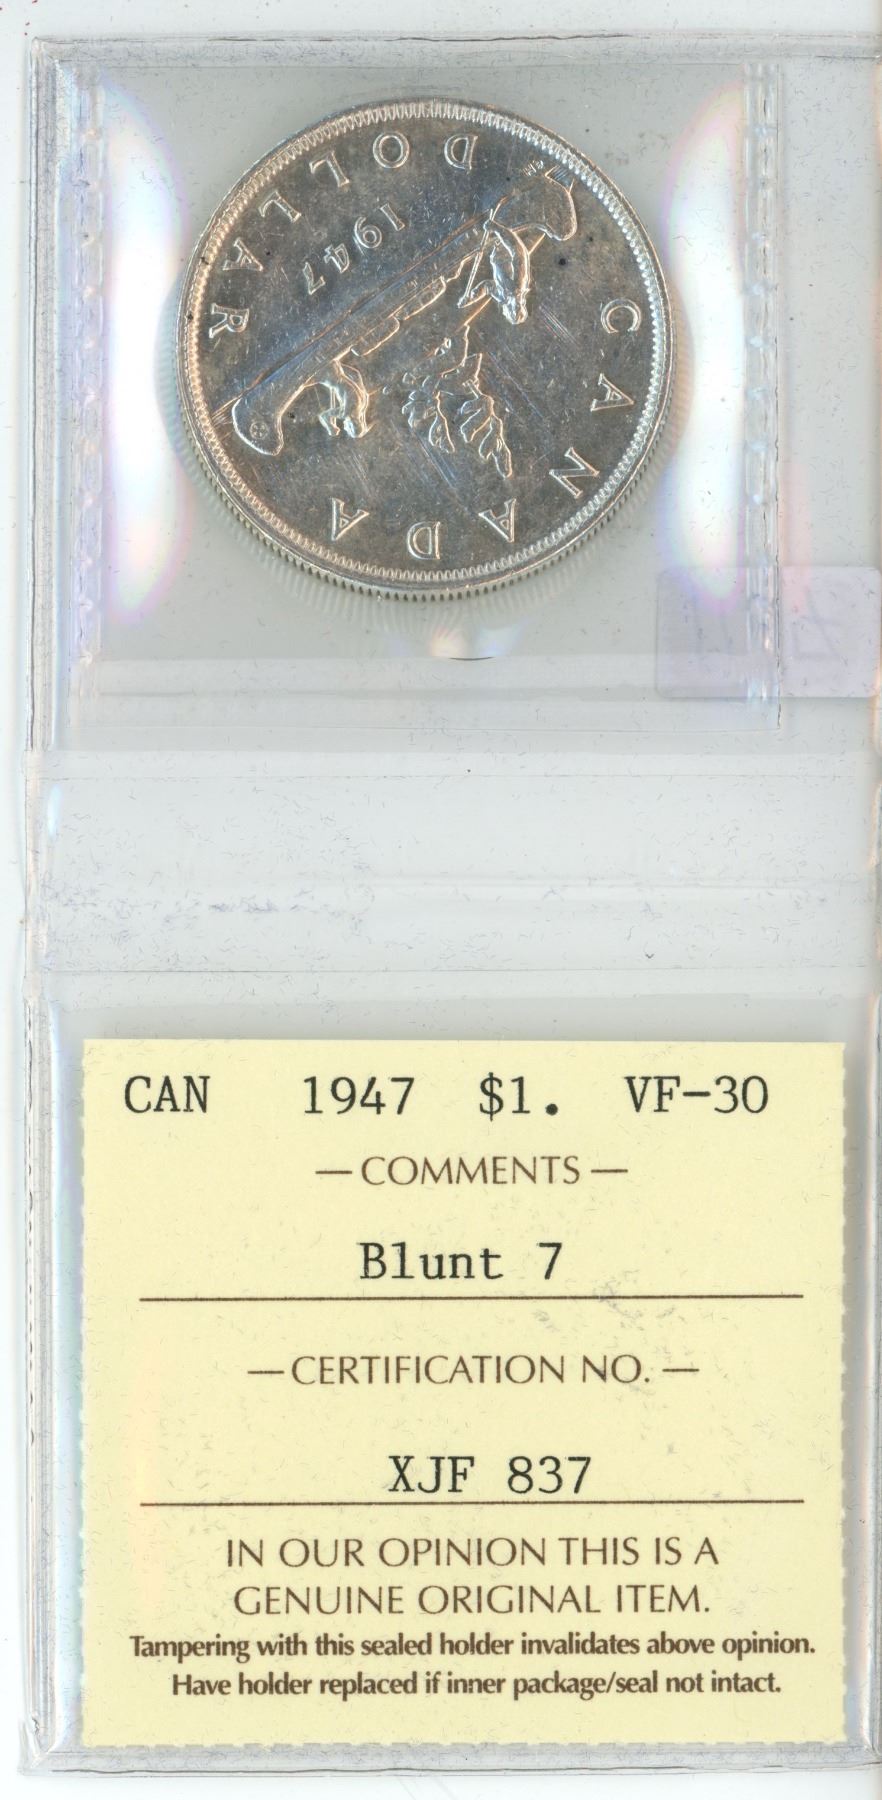 CANADA
1947
DOLLAR
CAN 1947 $1. VF-30
— COMMENTS —
Blunt 7
— CERTIFICATION NO. —
XJF 837
IN OUR OPINION THIS IS A
GENUINE ORIGINAL ITEM.
Tampering with this sealed holder invalidates above opinion.
Have holder replaced if inner package/seal not intact.